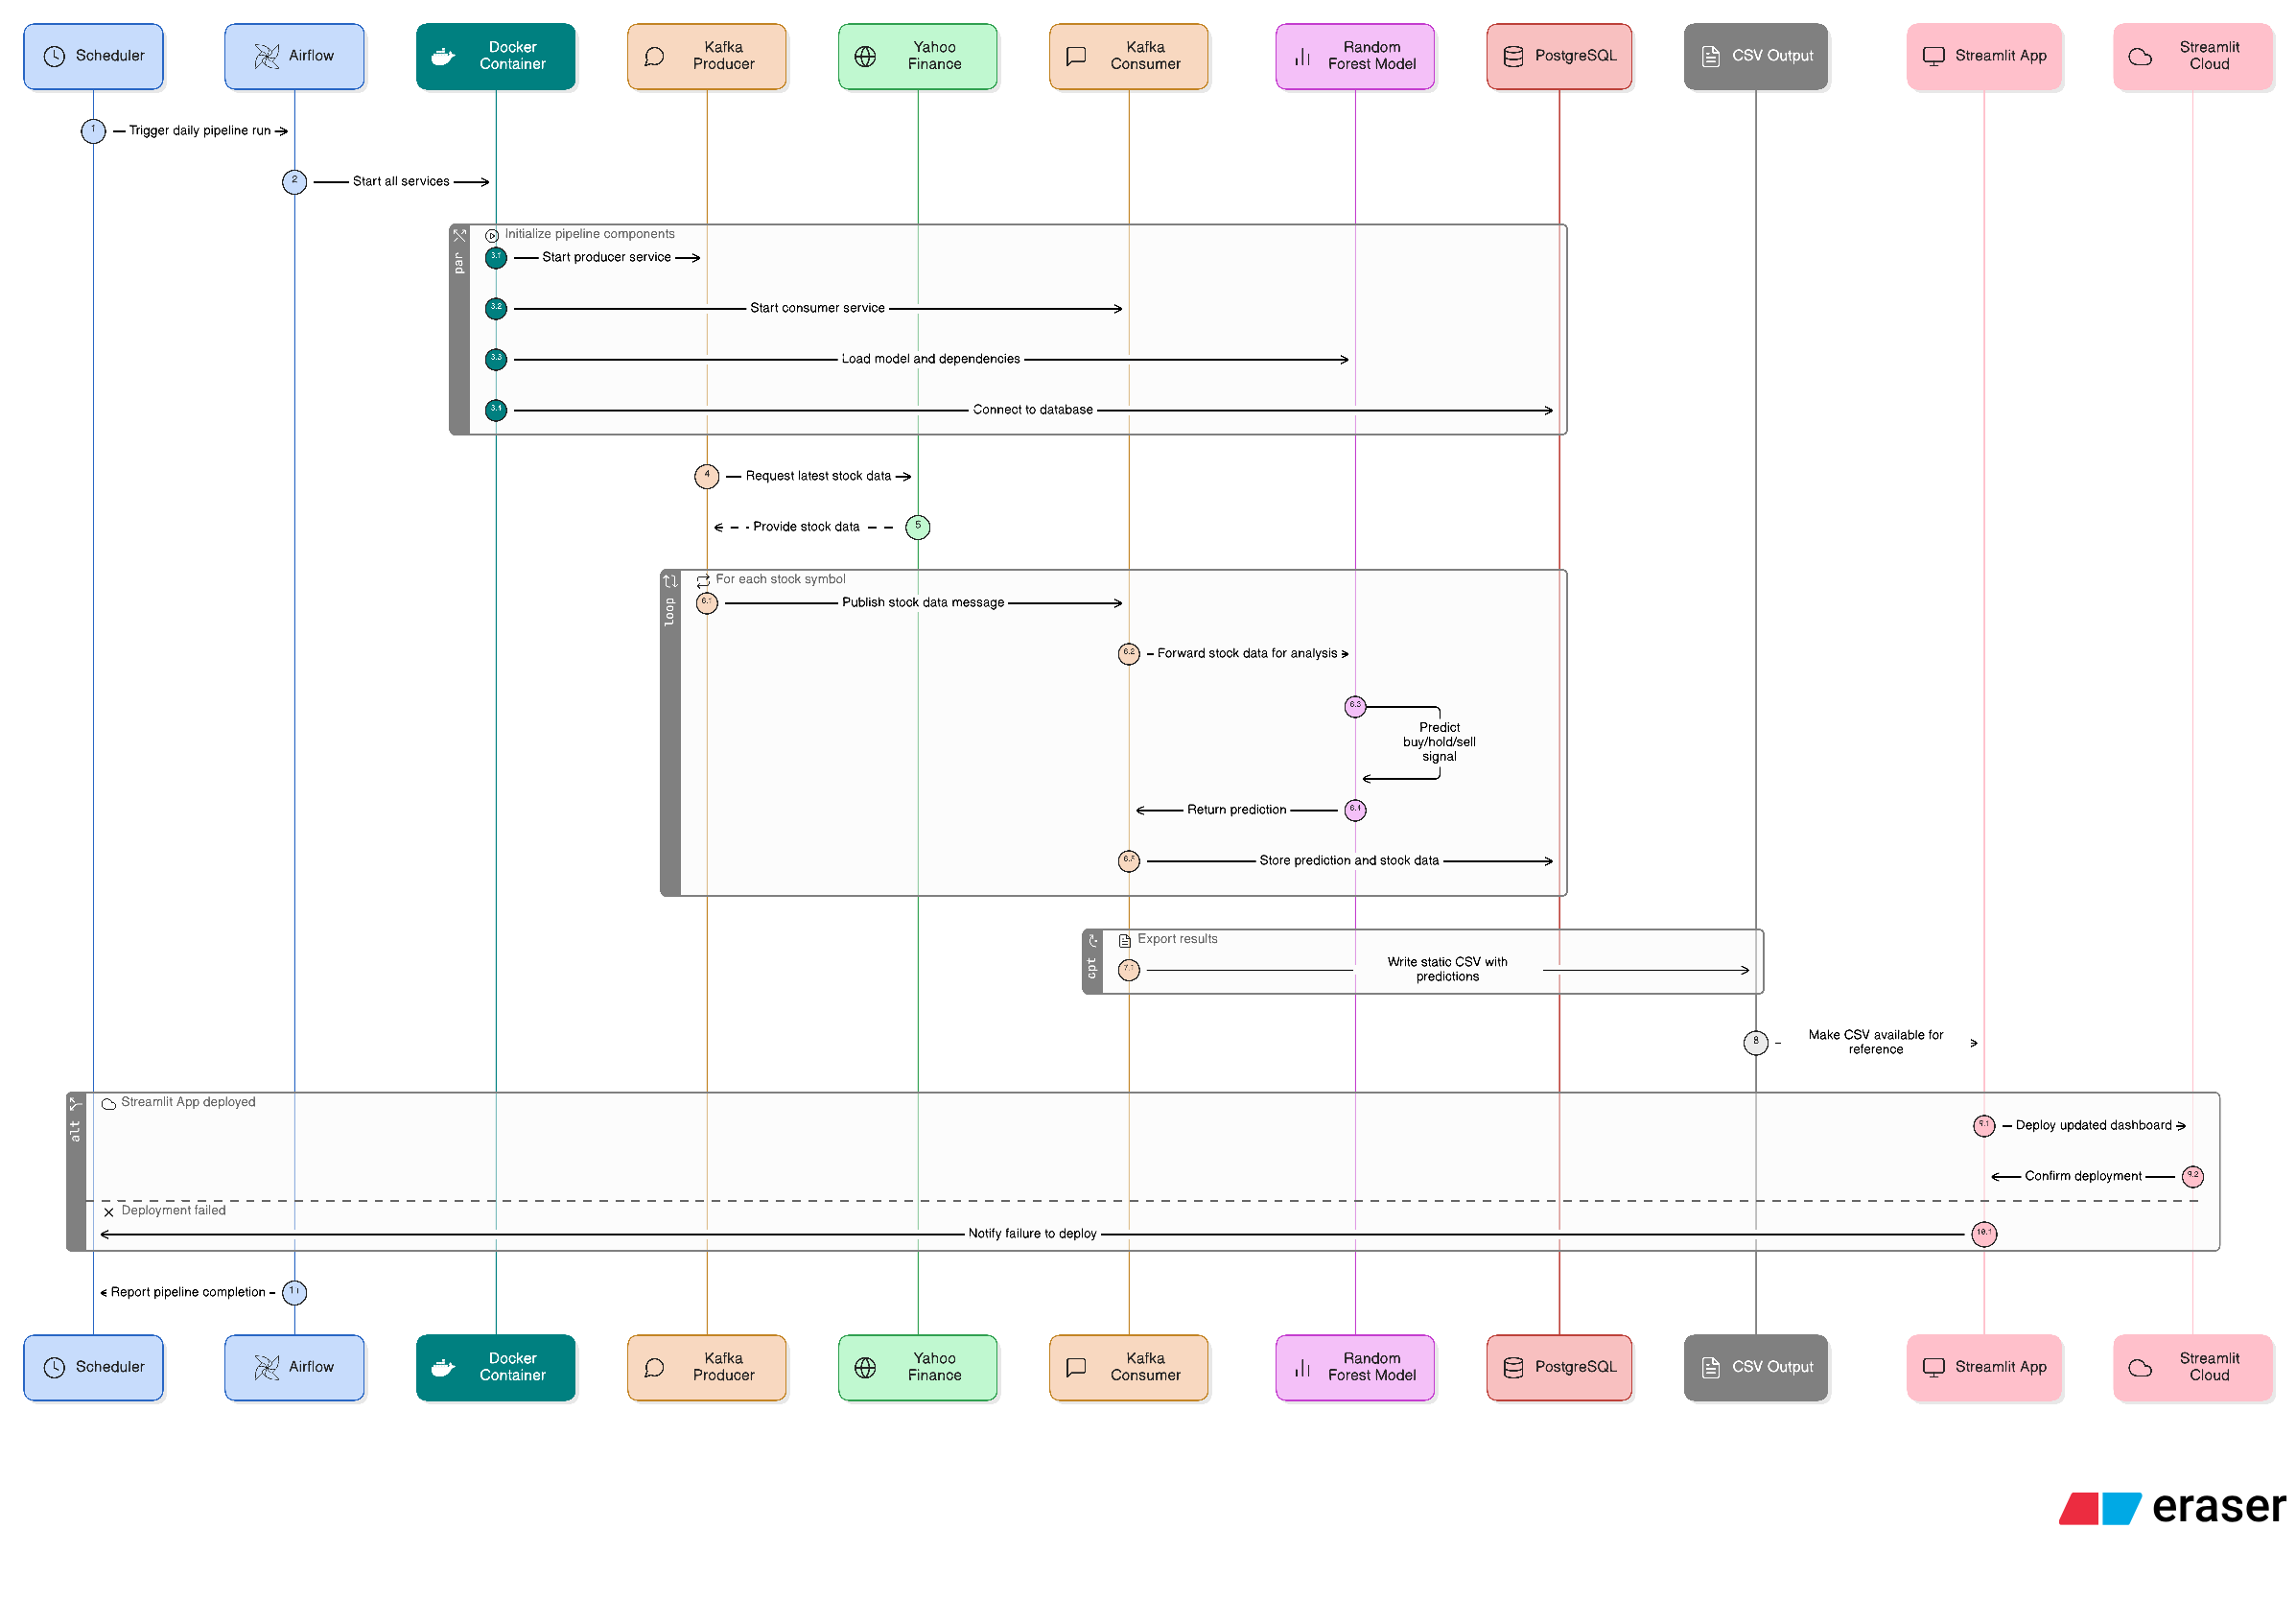 Scheduler
Airflow
Docker
Container
Kafka
Producer
Yahoo
Finance
Kafka
Consumer
Random
Forest Model
PostgreSQL
CSV Output
Streamlit App
Streamlit
Cloud
1
Trigger daily pipeline run
2
Start all services
par
Initialize pipeline components
3.1
Start producer service
3.2
Start consumer service
3.3
Load model and dependencies
3.4
Connect to database
4
Request latest stock data
Provide stock data
5
loop
For each stock symbol
6.1
Publish stock data message
6.2
Forward stock data for analysis
6.3
Predict
buy/hold/sell
signal
Return prediction
6.4
6.5
Store prediction and stock data
opt
Export results
7.1
Write static CSV with
predictions
8
Make CSV available for
reference
alt
Streamlit App deployed
9.1
Deploy updated dashboard
Confirm deployment
9.2
Deployment failed
Notify failure to deploy
10.1
Report pipeline completion
11
Scheduler
Airflow
Docker
Container
Kafka
Producer
Yahoo
Finance
Kafka
Consumer
Random
Forest Model
PostgreSQL
CSV Output
Streamlit App
Streamlit
Cloud
eraser